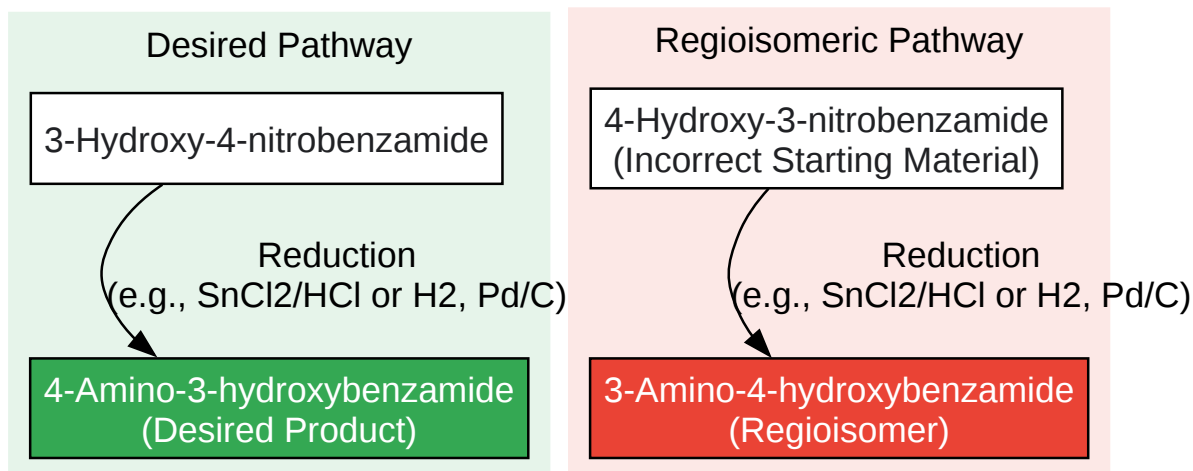 Desired Pathway
3-Hydroxy-4-nitrobenzamide
Reduction
(e.g., SnCl2/HCl or H2, Pd/C)
4-Amino-3-hydroxybenzamide
(Desired Product)
Regioisomeric Pathway
4-Hydroxy-3-nitrobenzamide
(Incorrect Starting Material)
Reduction
(e.g., SnCl2/HCl or H2, Pd/C)
3-Amino-4-hydroxybenzamide
(Regioisomer)